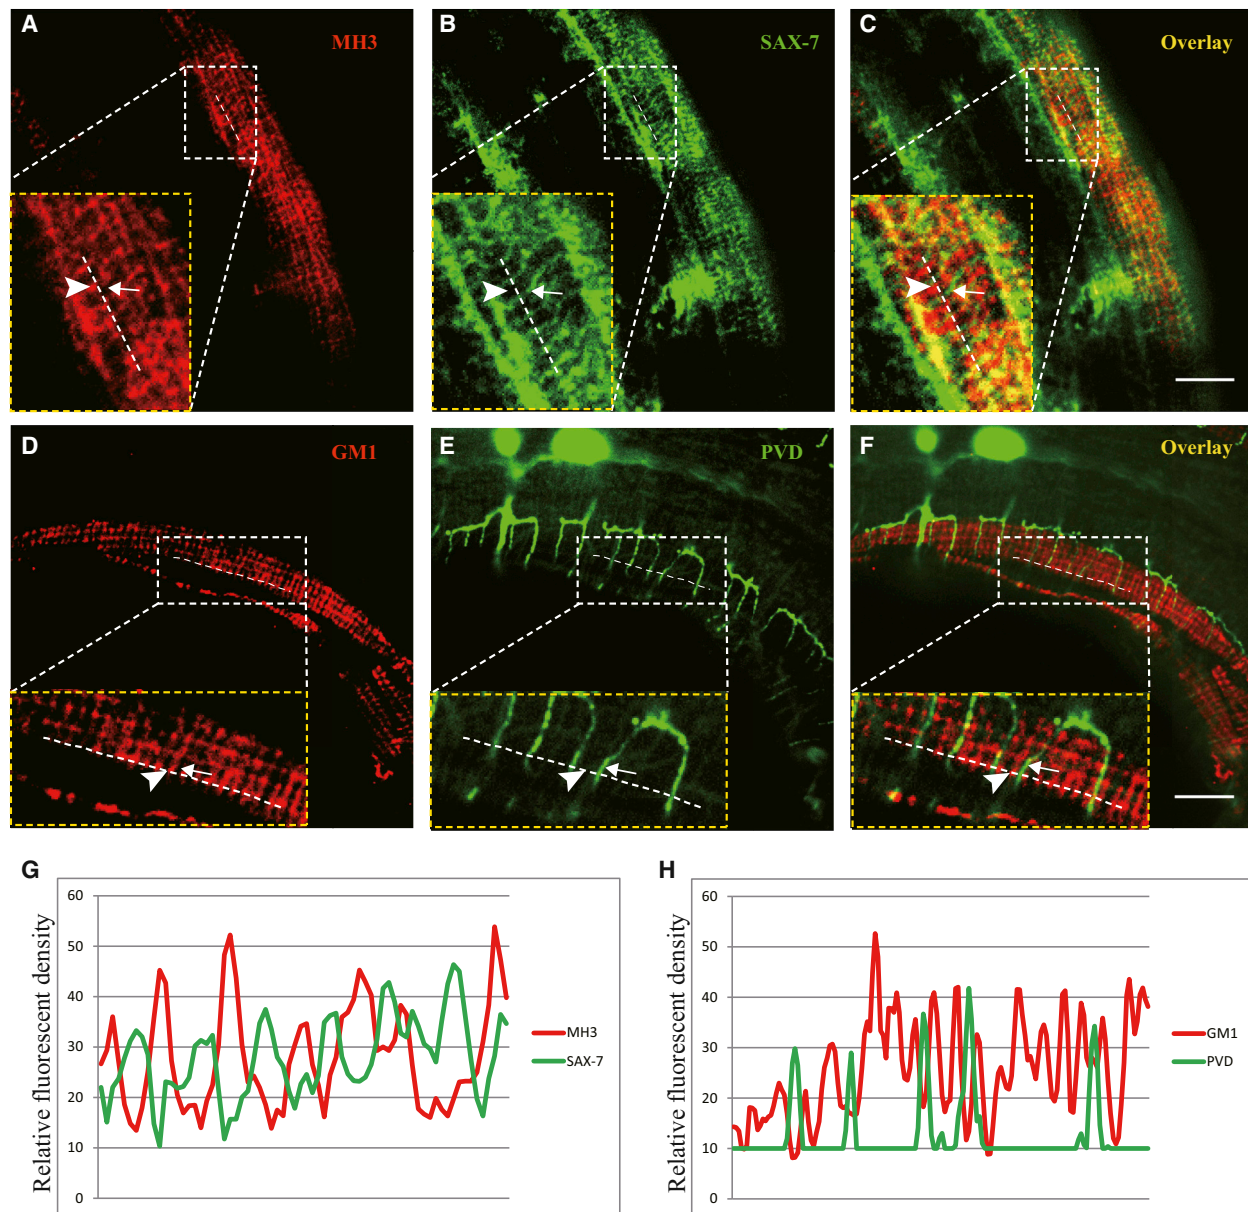 A
MH3
B
SAX-7
C
Overlay
D
GM1
E
PVD
F
Overlay
G
Relative fluorescent density
60
50
40
30
20
10
0
MH3
SAX-7
H
Relative fluorescent density
60
50
40
30
20
10
0
GM1
PVD